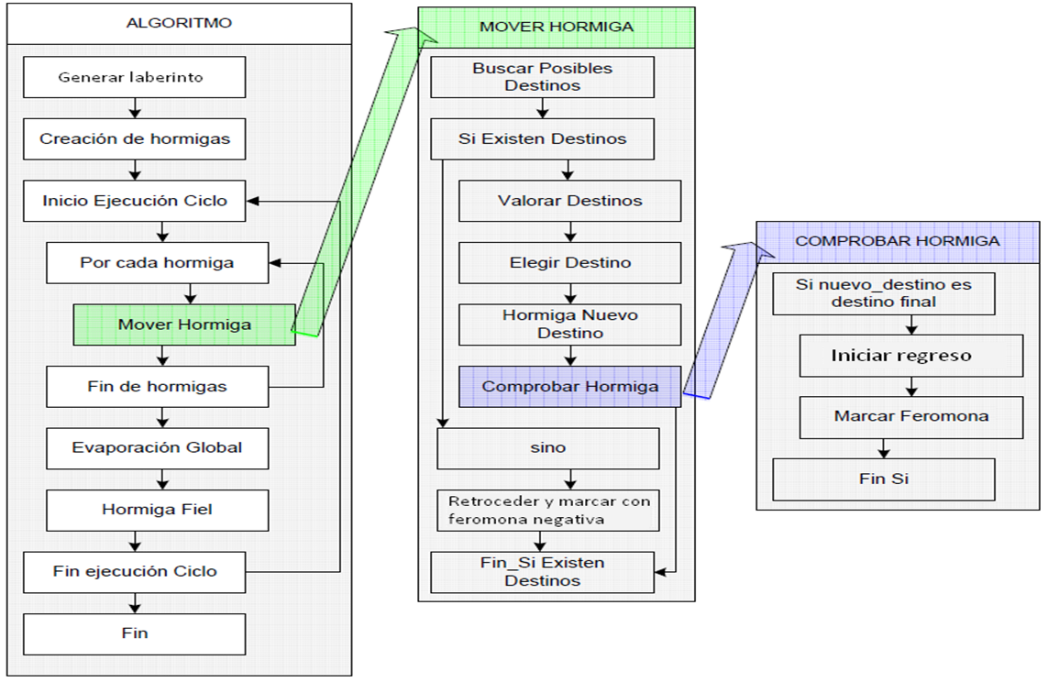 ALGORITMO
Generar laberinto
Creación de hormigas
Inicio Ejecución Ciclo
Por cada hormiga
Mover Hormiga
Fin de hormigas
Evaporación Global
Hormiga Fiel
Fin ejecución Ciclo
Fin
MOVER HORMIGA
Buscar Posibles
Destinos
Si Existen Destinos
Valorar Destinos
Elegir Destino
Hormiga Nuevo
Destino
Comprobar Hormiga
sino
Retroceder y marcar con
feromona negativa
Fin_Si Existen
Destinos
COMPROBAR HORMIGA
Si nuevo_destino es
destino final
Iniciar regreso
Marcar Feromona
Fin Si